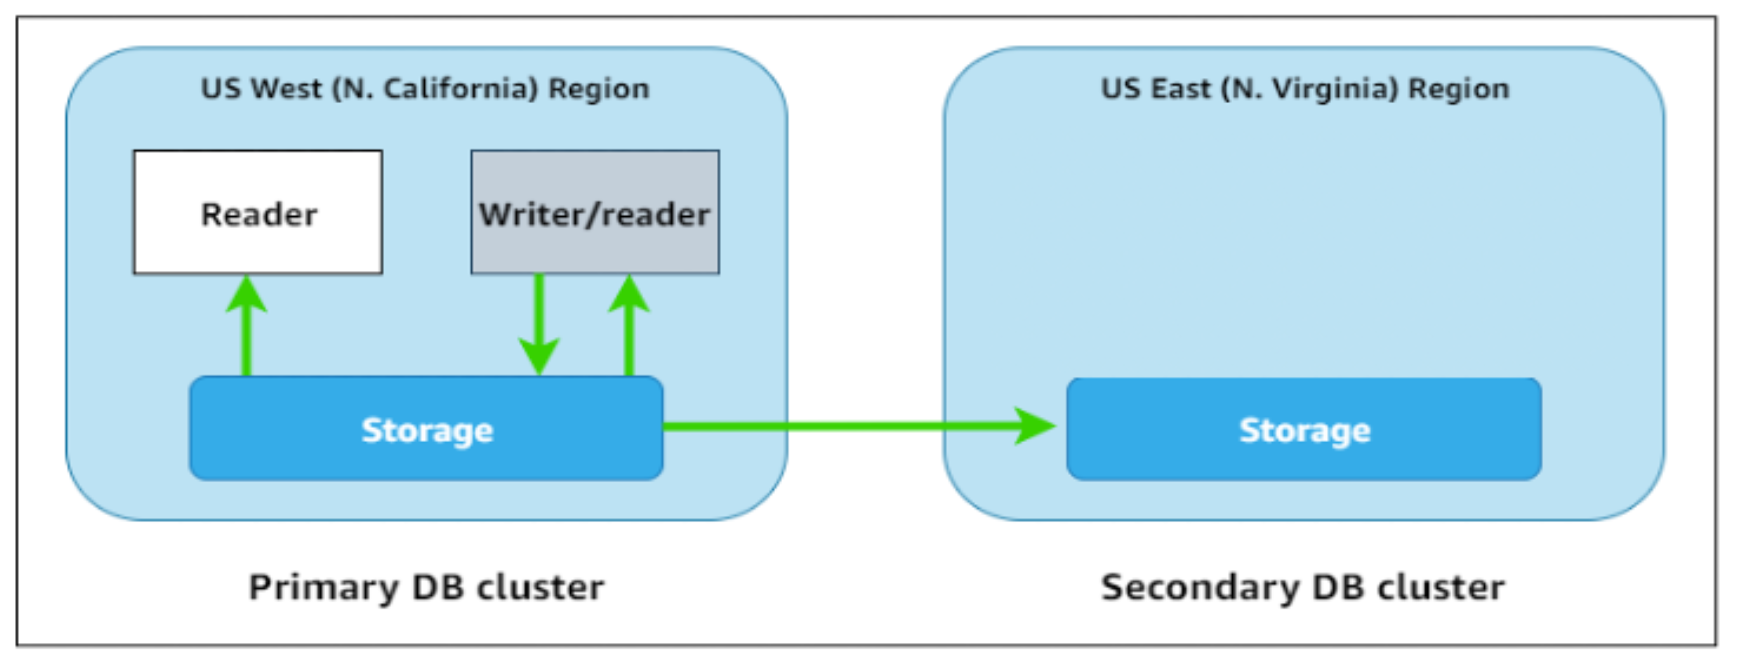 US West (N. California) Region
Reader
Writer/reader
Storage
Primary DB cluster
US East (N. Virginia) Region
Storage
Secondary DB cluster